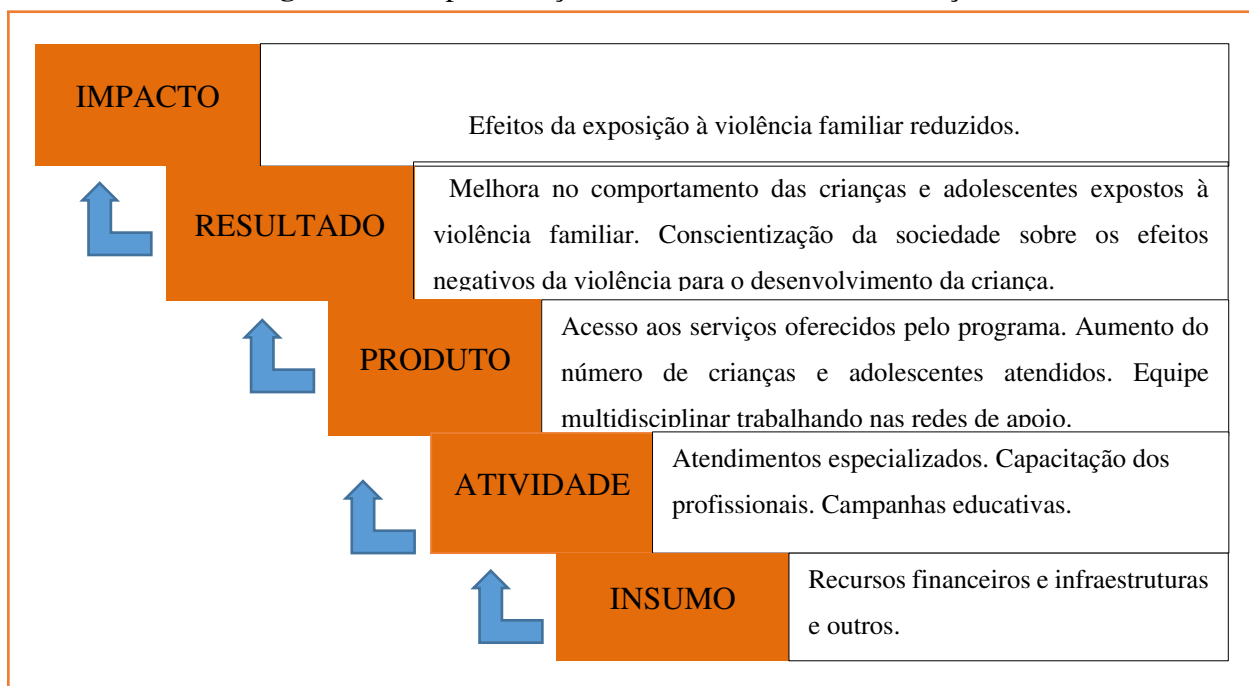 IMPACTO
Efeitos da exposição à violência familiar reduzidos.
RESULTADO
Melhora no comportamento das crianças e adolescentes expostos à
violência familiar. Conscientização da sociedade sobre os efeitos
negativos da violência para o desenvolvimento da criança.
PRODUTO
Acesso aos serviços oferecidos pelo programa. Aumento do
número de crianças e adolescentes atendidos. Equipe
multidisciplinar trabalhando nas redes de apoio.
ATIVIDADE
Atendimentos especializados. Capacitação dos
profissionais. Campanhas educativas.
INSUMO
Recursos financeiros e infraestruturas
e outros.